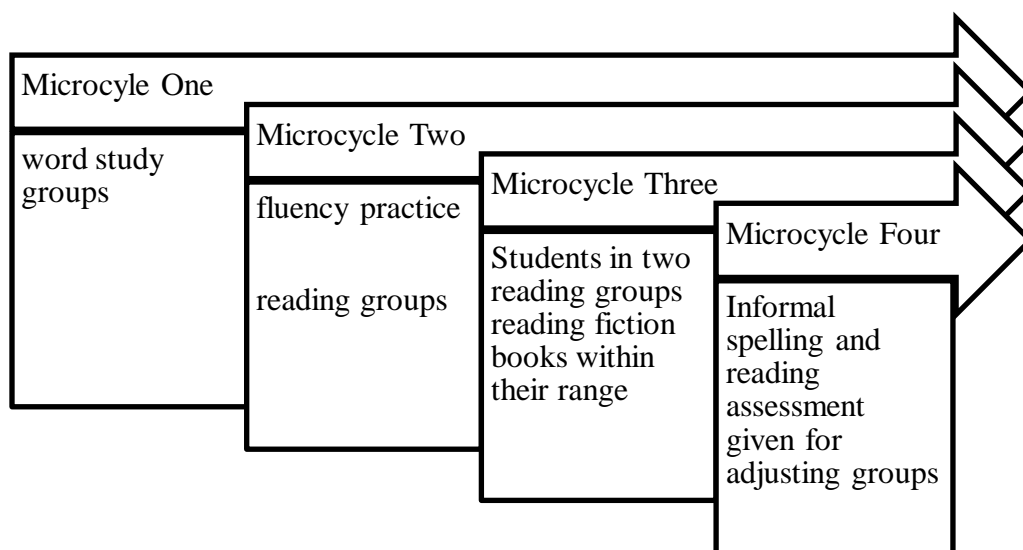 Microcyle One
word study
groups
Microcycle Two
fluency practice
reading groups
Microcycle Three
Students in two
reading groups
reading fiction
books within
their range
Microcycle Four
Informal
spelling and
reading
assessment
given for
adjusting groups